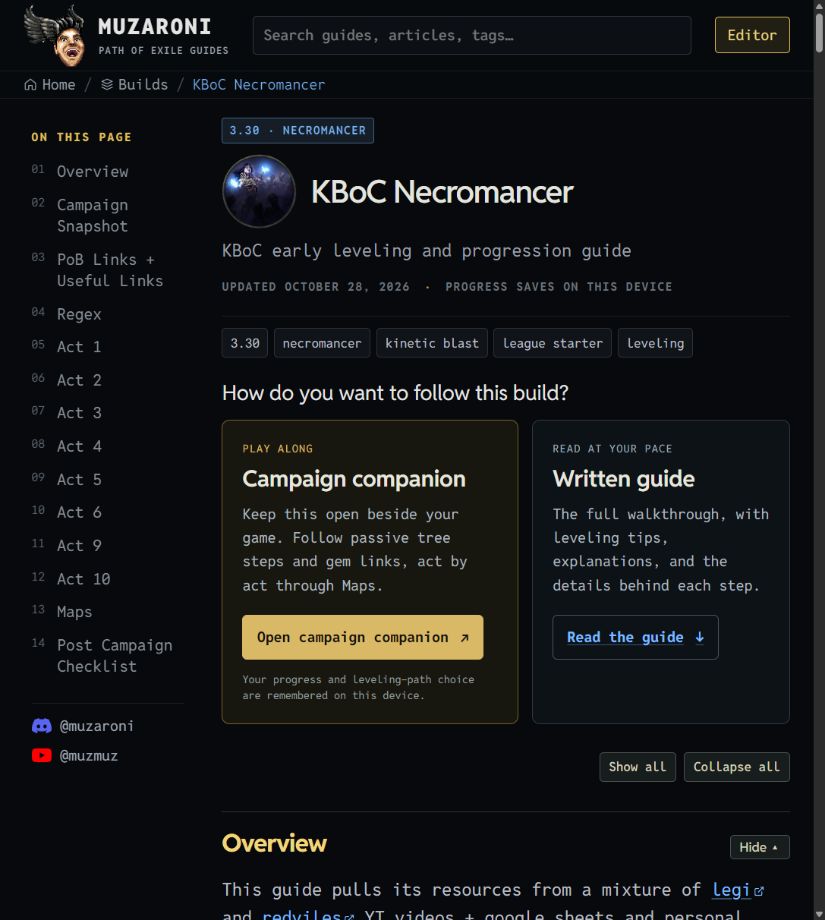 MUZARONI
PATH OF EXILE GUIDES
Search guides, articles, tags…
Editor
Home / Builds / KBoC Necromancer
ON THIS PAGE
01 Overview
02 Campaign
Snapshot
03 PoB Links +
Useful Links
04 Regex
05 Act 1
06 Act 2
07 Act 3
08 Act 4
09 Act 5
10 Act 6
11 Act 9
12 Act 10
13 Maps
14 Post Campaign
Checklist
@muzaroni
@muzmuz
3.30 · NECROMANCER
KBoC Necromancer
KBoC early leveling and progression guide
UPDATED OCTOBER 28, 2026 · PROGRESS SAVES ON THIS DEVICE
3.30 necromancer kinetic blast league starter leveling
How do you want to follow this build?
PLAY ALONG
Campaign companion
Keep this open beside your
game. Follow passive tree
steps and gem links, act by
act through Maps.
Open campaign companion ↗
Your progress and leveling-path choice
are remembered on this device.
READ AT YOUR PACE
Written guide
The full walkthrough, with
leveling tips,
explanations, and the
details behind each step.
Read the guide ↓
Show all Collapse all
Overview
Hide ▲
This guide pulls its resources from a mixture of legi
and redviles YT videos + google sheets and personal